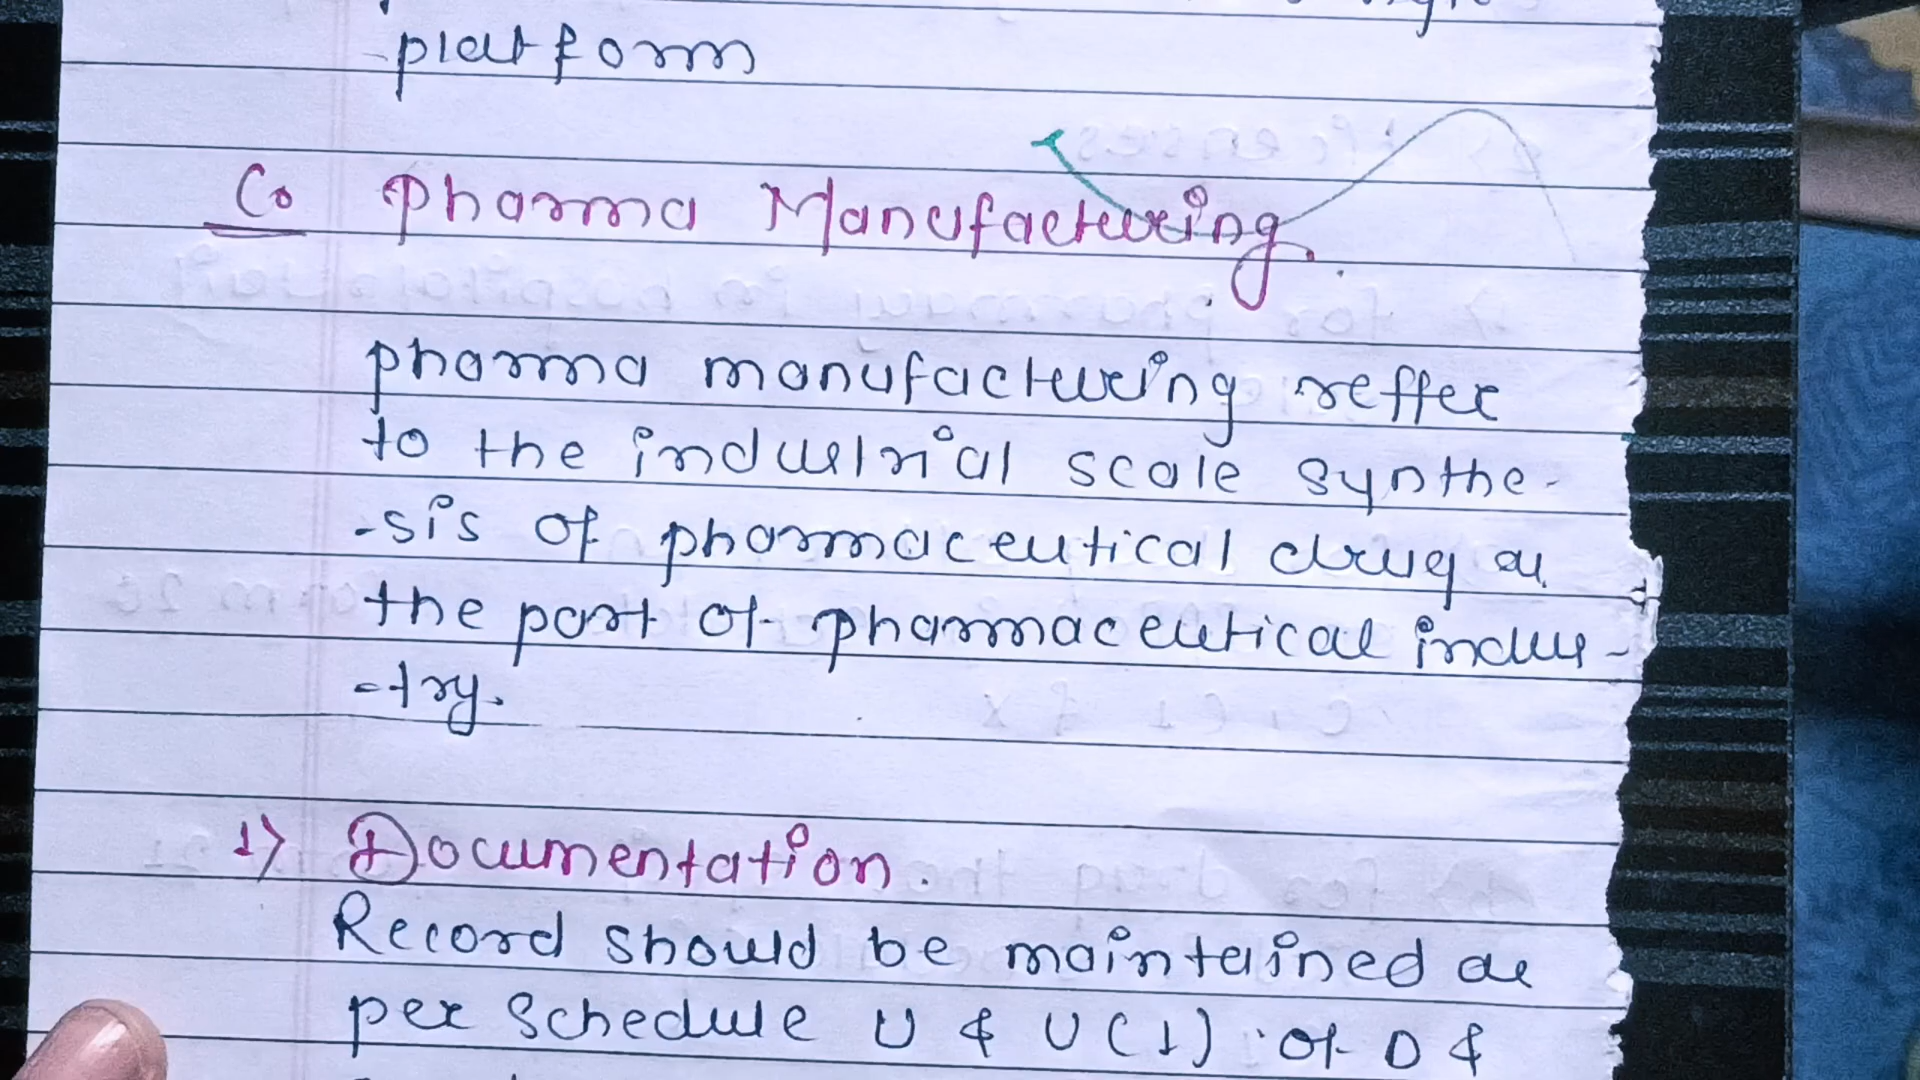 platform
C. Pharma Manufacturing.
pharma manufacturing reffer
to the industrial scale synthe-
-sis of pharmaceutical drug as
the part of pharmaceutical indus-
-try.
1) Documentation.
Record should be maintained as
per Schedule U & U(1) of D &